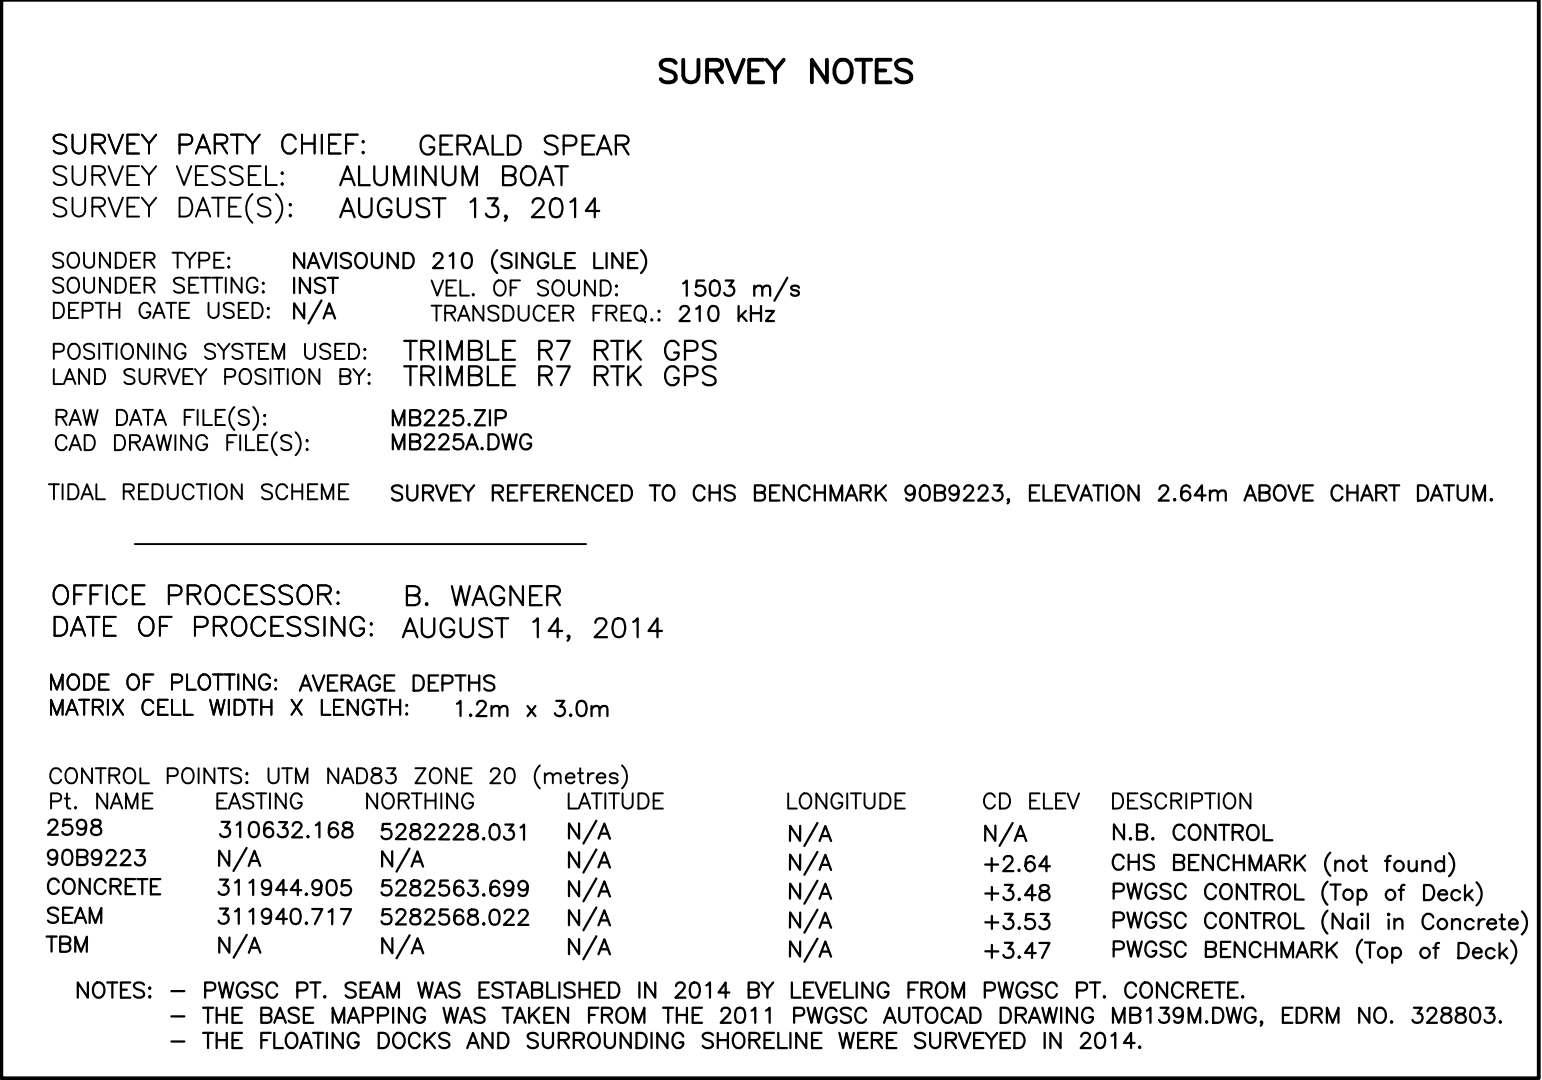 SURVEY NOTES
SURVEY PARTY CHIEF: GERALD SPEAR
SURVEY VESSEL: ALUMINUM BOAT
SURVEY DATE(S): AUGUST 13, 2014
SOUNDER TYPE: NAVISOUND 210 (SINGLE LINE)
SOUNDER SETTING: INST VEL. OF SOUND: 1503 m/s
DEPTH GATE USED: N/A TRANSDUCER FREQ.: 210 kHz
POSITIONING SYSTEM USED: TRIMBLE R7 RTK GPS
LAND SURVEY POSITION BY: TRIMBLE R7 RTK GPS
RAW DATA FILE(S): MB225.ZIP
CAD DRAWING FILE(S): MB225A.DWG
TIDAL REDUCTION SCHEME SURVEY REFERENCED TO CHS BENCHMARK 90B9223, ELEVATION 2.64m ABOVE CHART DATUM.
OFFICE PROCESSOR: B. WAGNER
DATE OF PROCESSING: AUGUST 14, 2014
MODE OF PLOTTING: AVERAGE DEPTHS
MATRIX CELL WIDTH X LENGTH: 1.2m x 3.0m
CONTROL POINTS: UTM NAD83 ZONE 20 (metres)
Pt. NAME EASTING NORTHING LATITUDE LONGITUDE CD ELEV DESCRIPTION
2598 310632.168 5282228.031 N/A N/A N/A N.B. CONTROL
90B9223 N/A N/A N/A N/A +2.64 CHS BENCHMARK (not found)
CONCRETE 311944.905 5282563.699 N/A N/A +3.48 PWGSC CONTROL (Top of Deck)
SEAM 311940.717 5282568.022 N/A N/A +3.53 PWGSC CONTROL (Nail in Concrete)
TBM N/A N/A N/A N/A +3.47 PWGSC BENCHMARK (Top of Deck)
NOTES: – PWGSC PT. SEAM WAS ESTABLISHED IN 2014 BY LEVELING FROM PWGSC PT. CONCRETE.
– THE BASE MAPPING WAS TAKEN FROM THE 2011 PWGSC AUTOCAD DRAWING MB139M.DWG, EDRM NO. 328803.
– THE FLOATING DOCKS AND SURROUNDING SHORELINE WERE SURVEYED IN 2014.